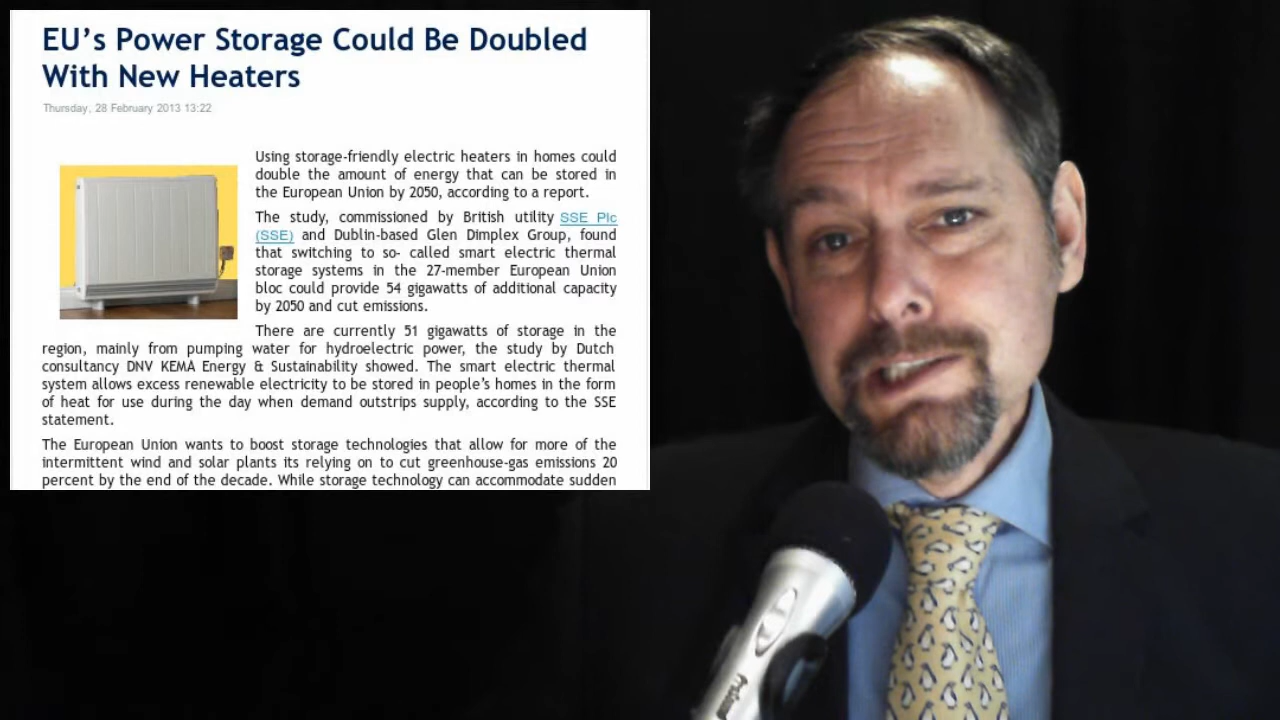 EU’s Power Storage Could Be Doubled
With New Heaters
Thursday, 28 February 2013 13:22
Using storage-friendly electric heaters in homes could
double the amount of energy that can be stored in
the European Union by 2050, according to a report.
The study, commissioned by British utility SSE Plc
(SSE) and Dublin-based Glen Dimplex Group, found
that switching to so- called smart electric thermal
storage systems in the 27-member European Union
bloc could provide 54 gigawatts of additional capacity
by 2050 and cut emissions.
There are currently 51 gigawatts of storage in the
region, mainly from pumping water for hydroelectric power, the study by Dutch
consultancy DNV KEMA Energy & Sustainability showed. The smart electric thermal
system allows excess renewable electricity to be stored in people’s homes in the form
of heat for use during the day when demand outstrips supply, according to the SSE
statement.
The European Union wants to boost storage technologies that allow for more of the
intermittent wind and solar plants its relying on to cut greenhouse-gas emissions 20
percent by the end of the decade. While storage technology can accommodate sudden